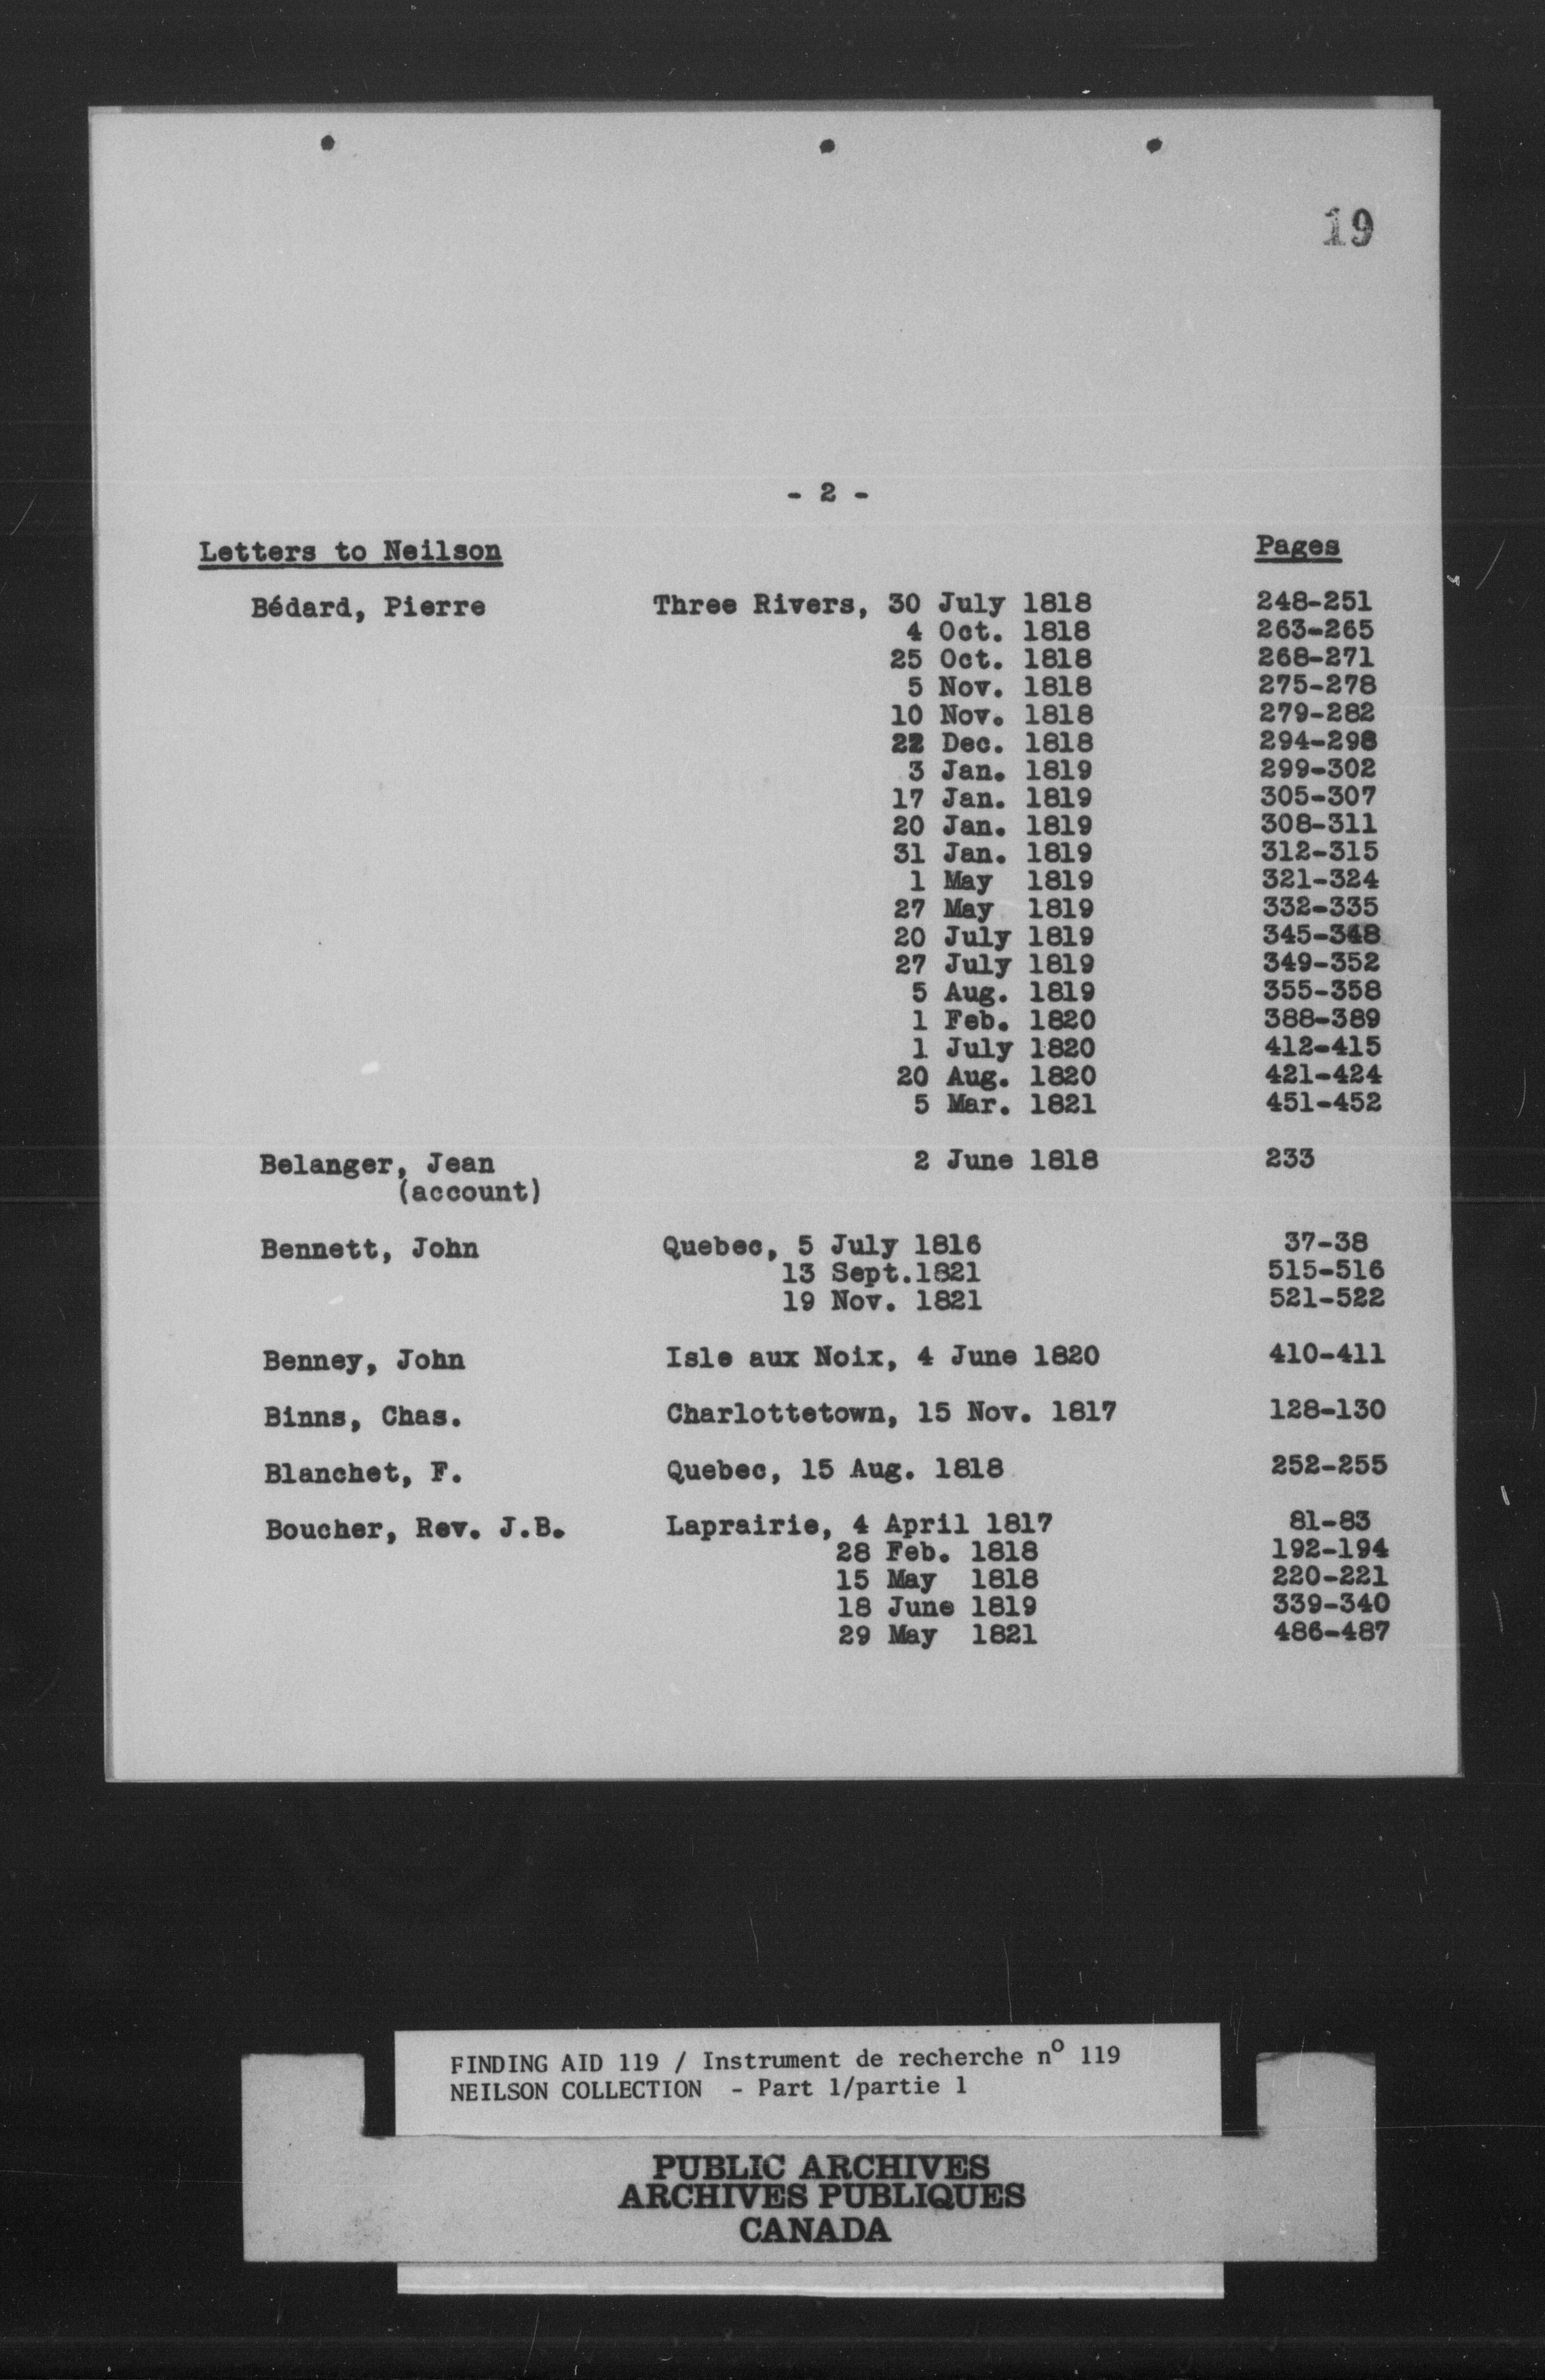 19
- 2 -
Letters to Neilson Pages
Bédard, Pierre Three Rivers, 30 July 1818 248-251
4 Oct. 1818 263-265
25 Oct. 1818 268-271
5 Nov. 1818 275-278
10 Nov. 1818 279-282
22 Dec. 1818 294-298
3 Jan. 1819 299-302
17 Jan. 1819 305-307
20 Jan. 1819 308-311
31 Jan. 1819 312-315
1 May 1819 321-324
27 May 1819 332-335
20 July 1819 345-348
27 July 1819 349-352
5 Aug. 1819 355-358
1 Feb. 1820 388-389
1 July 1820 412-415
20 Aug. 1820 421-424
5 Mar. 1821 451-452
Belanger, Jean 2 June 1818 233
(account)
Bennett, John Quebec, 5 July 1816 37-38
13 Sept.1821 515-516
19 Nov. 1821 521-522
Benney, John Isle aux Noix, 4 June 1820 410-411
Binns, Chas. Charlottetown, 15 Nov. 1817 128-130
Blanchet, F. Quebec, 15 Aug. 1818 252-255
Boucher, Rev. J.B. Laprairie, 4 April 1817 81-83
28 Feb. 1818 192-194
15 May 1818 220-221
18 June 1819 339-340
29 May 1821 486-487
FINDING AID 119 / Instrument de recherche nº 119
NEILSON COLLECTION - Part 1/partie 1
PUBLIC ARCHIVES
ARCHIVES PUBLIQUES
CANADA